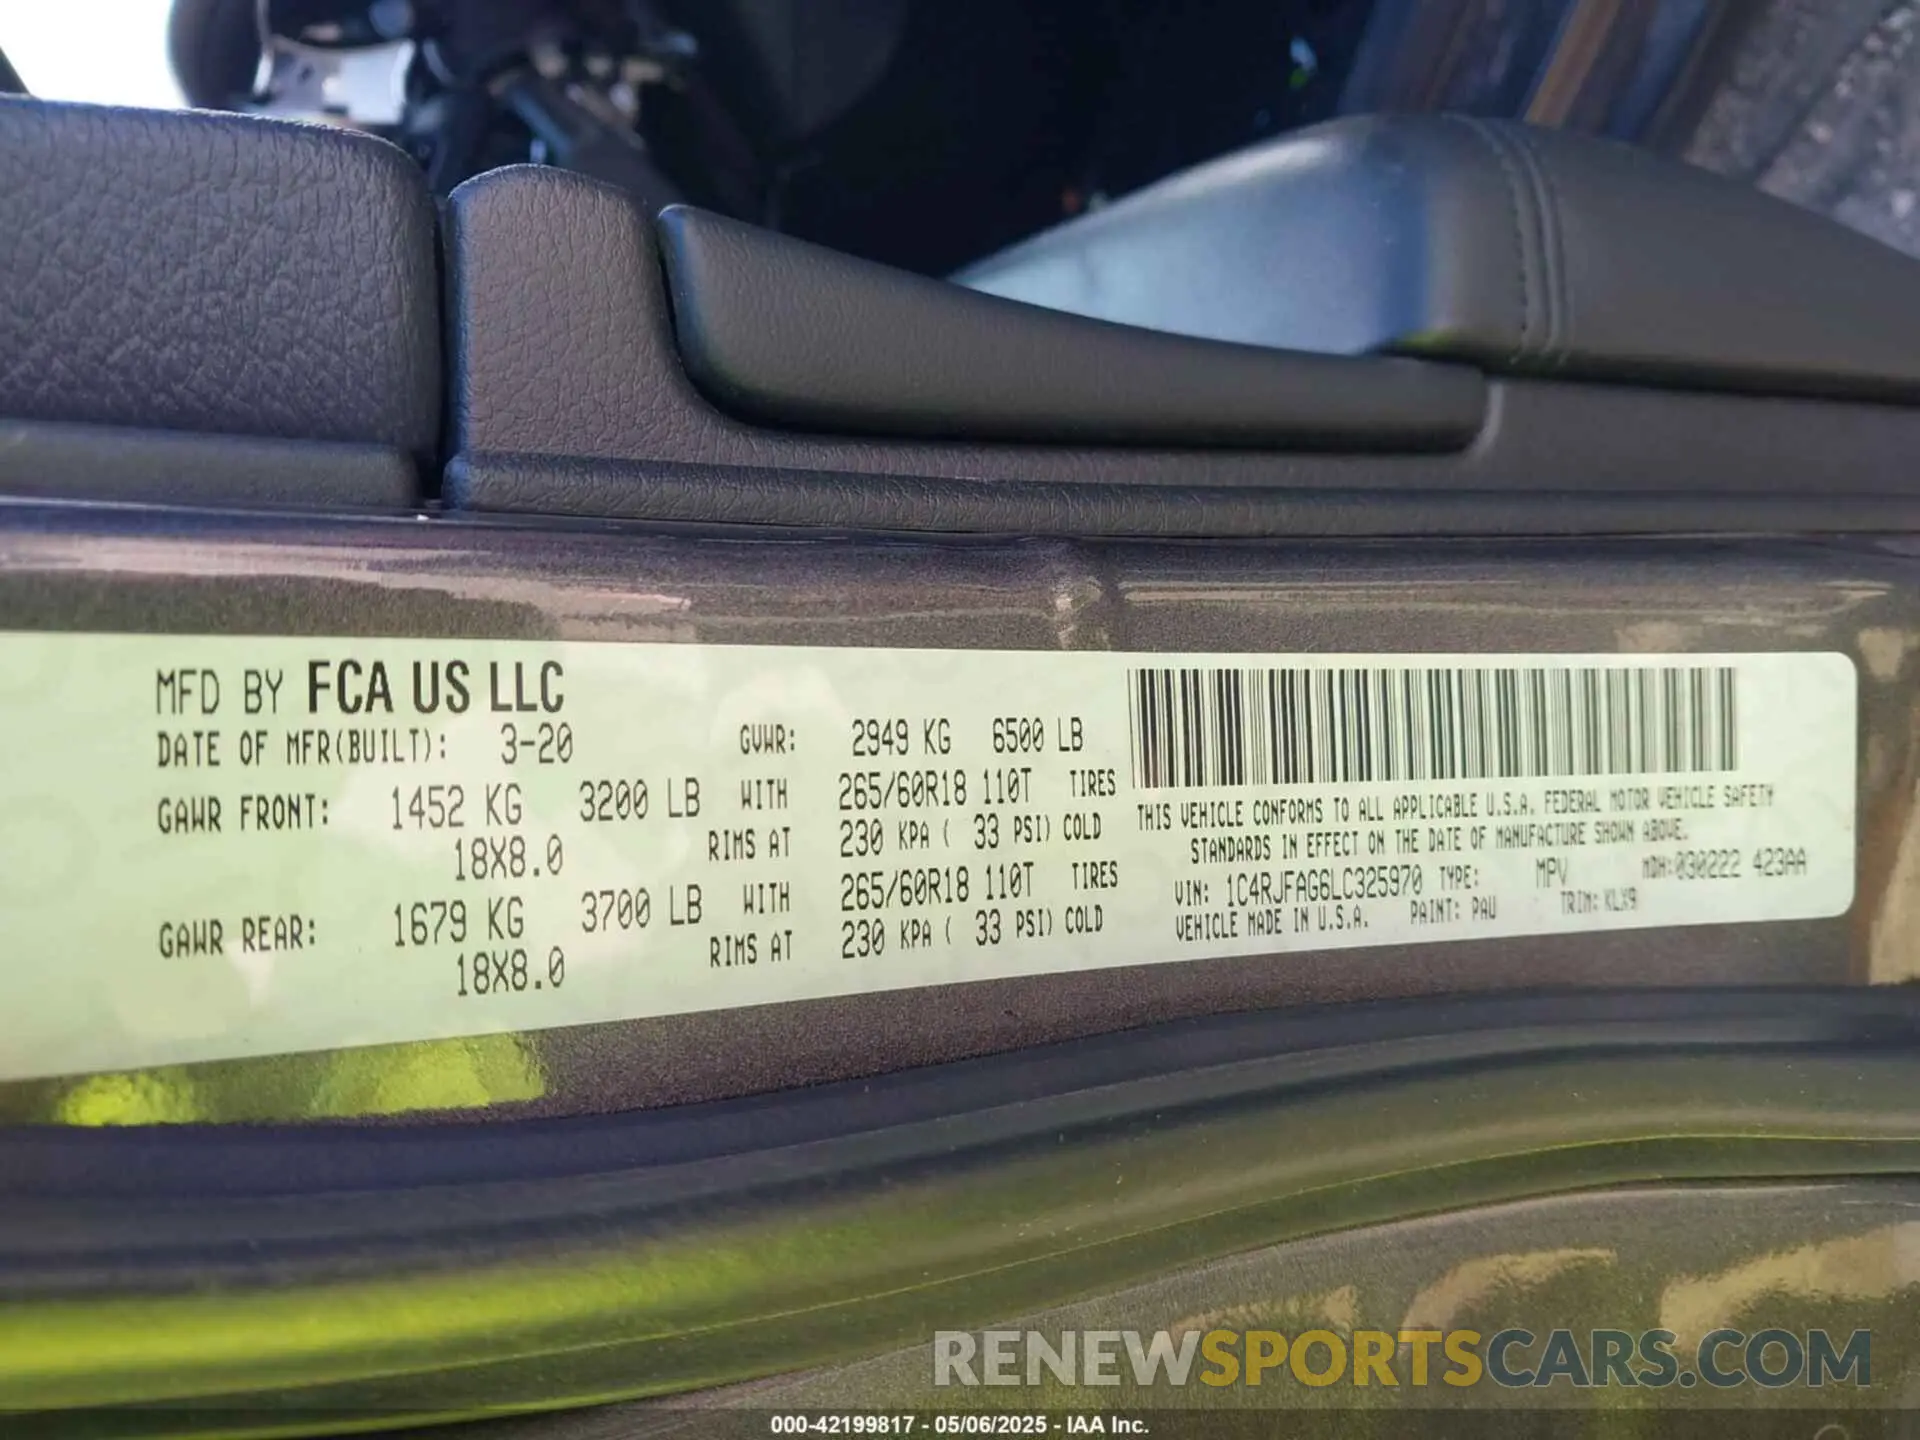 MFD BY FCA US LLC
DATE OF MFR(BUILT): 3-20 GVWR: 2949 KG 6500 LB
GAWR FRONT: 1452 KG 3200 LB WITH 265/60R18 110T TIRES
18X8.0 RIMS AT 230 KPA ( 33 PSI) COLD
GAWR REAR: 1679 KG 3700 LB WITH 265/60R18 110T TIRES
18X8.0 RIMS AT 230 KPA ( 33 PSI) COLD
THIS VEHICLE CONFORMS TO ALL APPLICABLE U.S.A. FEDERAL MOTOR VEHICLE SAFETY
STANDARDS IN EFFECT ON THE DATE OF MANUFACTURE SHOWN ABOVE.
VIN: 1C4RJFAG6LC325970 TYPE: MPV MDH:030222 423AA
VEHICLE MADE IN U.S.A. PAINT: PAU TRIM: KLX9
RENEWSPORTSCARS.COM
000-42199817 - 05/06/2025 - IAA Inc.